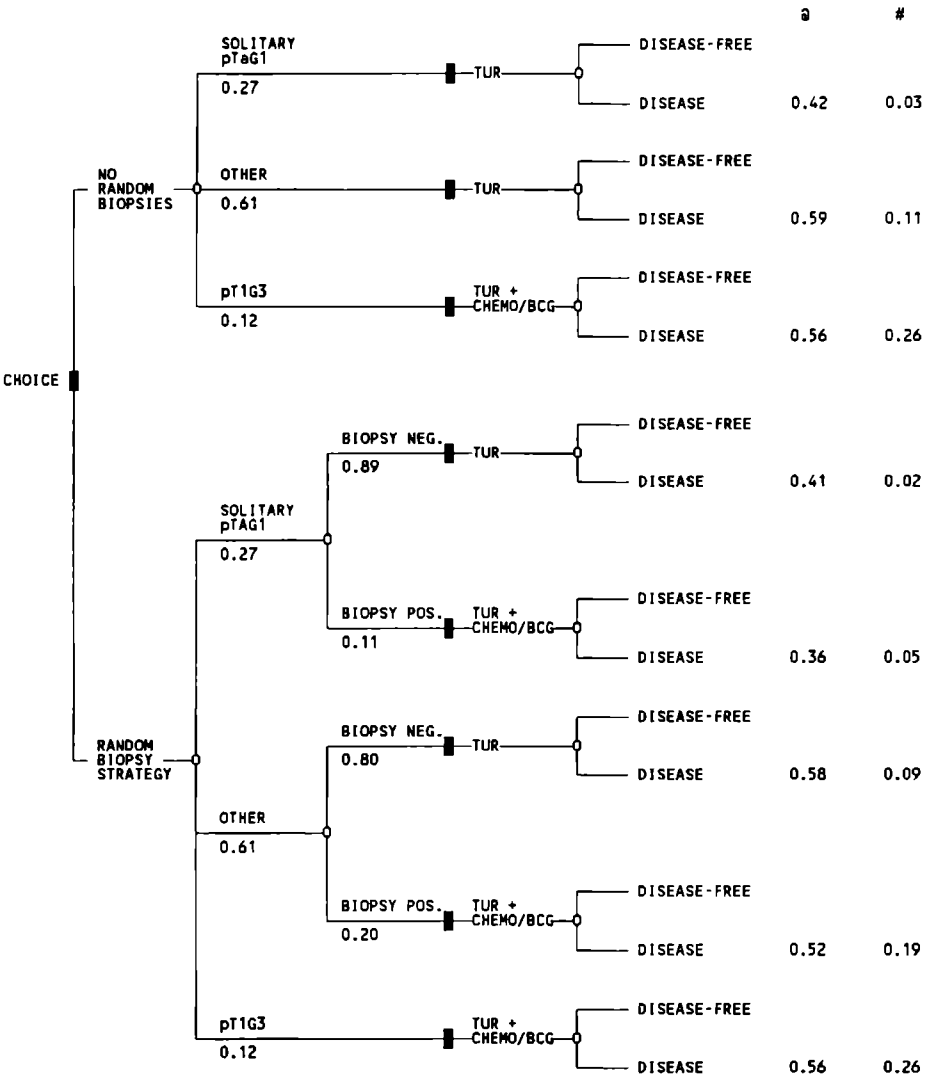 a #
SOLITARY
pTaG1
0.27
TUR
DISEASE-FREE
DISEASE 0.42 0.03
NO
RANDOM
BIOPSIES
OTHER
0.61
TUR
DISEASE-FREE
DISEASE 0.59 0.11
pT1G3
0.12
TUR +
CHEMO/BCG
DISEASE-FREE
DISEASE 0.56 0.26
CHOICE
SOLITARY
pTAG1
0.27
BIOPSY NEG.
0.89
TUR
DISEASE-FREE
DISEASE 0.41 0.02
BIOPSY POS.
0.11
TUR +
CHEMO/BCG
DISEASE-FREE
DISEASE 0.36 0.05
RANDOM
BIOPSY
STRATEGY
OTHER
0.61
BIOPSY NEG.
0.80
TUR
DISEASE-FREE
DISEASE 0.58 0.09
BIOPSY POS.
0.20
TUR +
CHEMO/BCG
DISEASE-FREE
DISEASE 0.52 0.19
pT1G3
0.12
TUR +
CHEMO/BCG
DISEASE-FREE
DISEASE 0.56 0.26